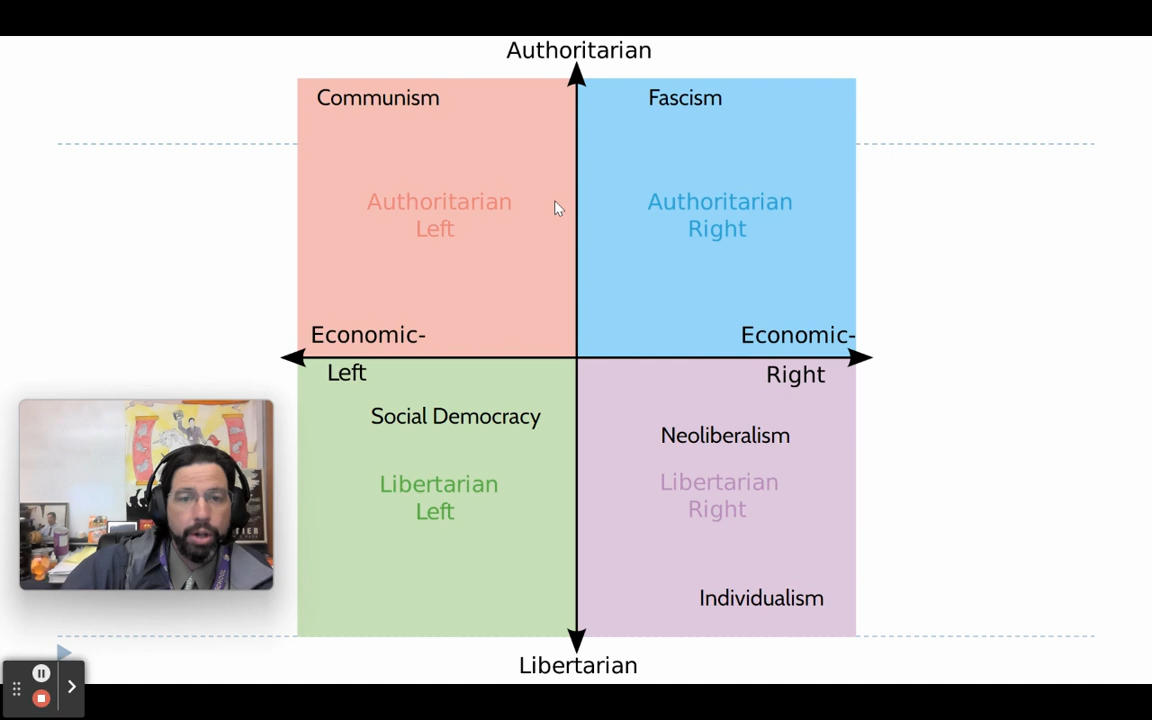 Authoritarian
Communism
Fascism
Authoritarian
Left
Authoritarian
Right
Economic-
Left
Economic-
Right
Social Democracy
Neoliberalism
Libertarian
Left
Libertarian
Right
Individualism
Libertarian